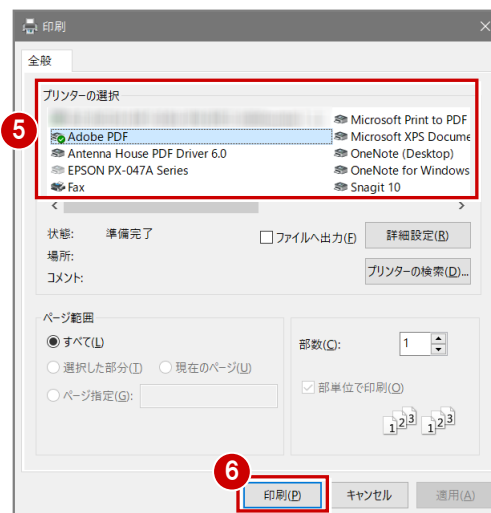 印刷
全般
プリンターの選択
5
Microsoft Print to PDF
Adobe PDF
Microsoft XPS Docume
Antenna House PDF Driver 6.0
OneNote (Desktop)
EPSON PX-047A Series
OneNote for Windows
Fax
Snagit 10
状態: 準備完了
ファイルへ出力(F)
詳細設定(R)
場所:
コメント:
プリンターの検索(D)...
ページ範囲
すべて(L)
選択した部分(T)
現在のページ(U)
ページ指定(G):
部数(C):
1
部単位で印刷(O)
1 2 3 1 2 3
6
印刷(P)
キャンセル
適用(A)